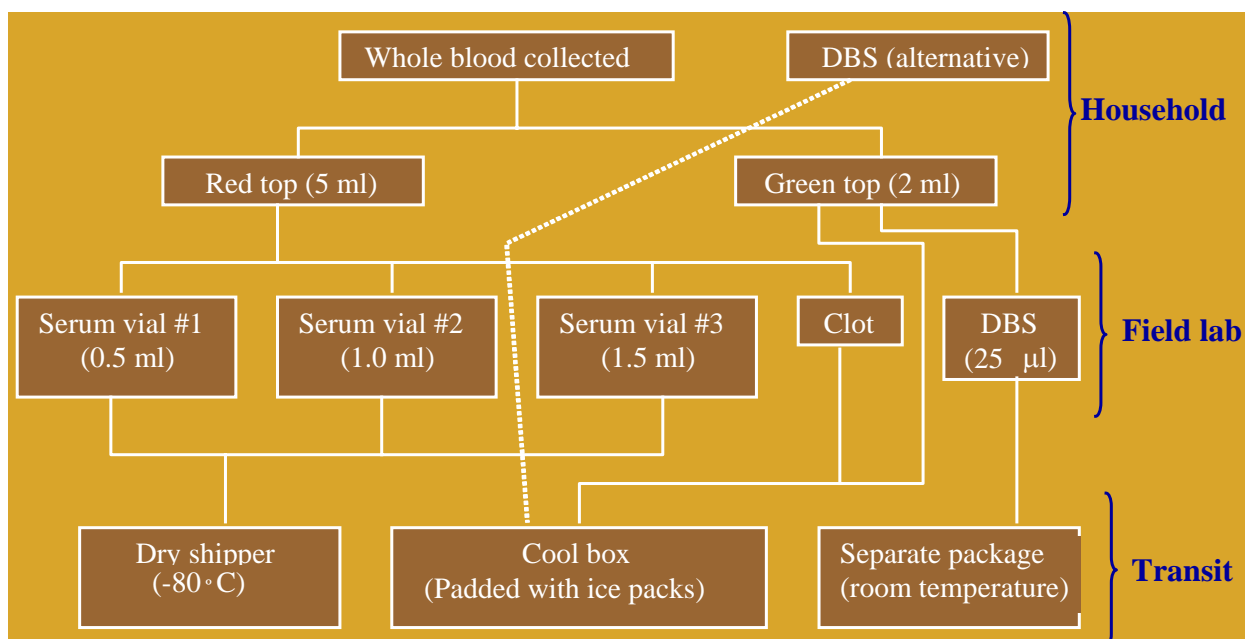 Whole blood collected
DBS (alternative)
Household
Red top (5 ml)
Green top (2 ml)
Serum vial #1
(0.5 ml)
Serum vial #2
(1.0 ml)
Serum vial #3
(1.5 ml)
Clot
DBS
(25 μl)
Field lab
Dry shipper
(-80°C)
Cool box
(Padded with ice packs)
Separate package
(room temperature)
Transit